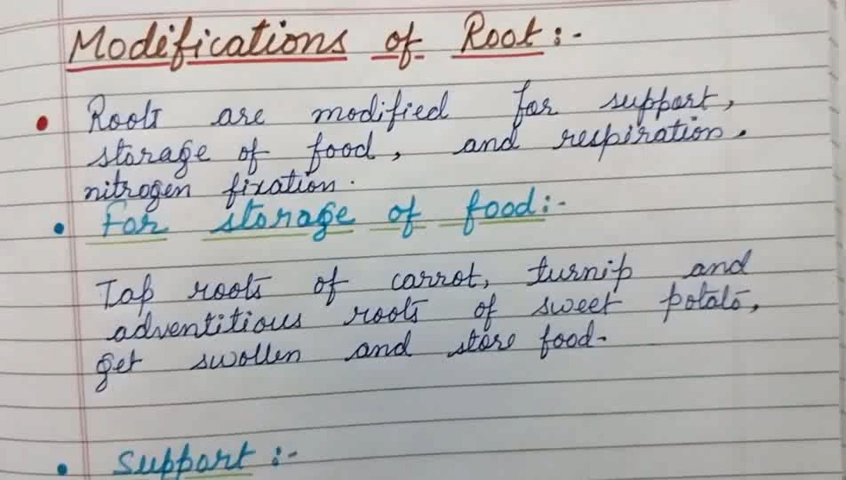 Modifications of Root:-
• Roots are modified for support,
storage of food, and respiration.
nitrogen fixation.
• For storage of food:-
Tap roots of carrot, turnip and
adventitious roots of sweet potato,
get swollen and store food.
• Support:-